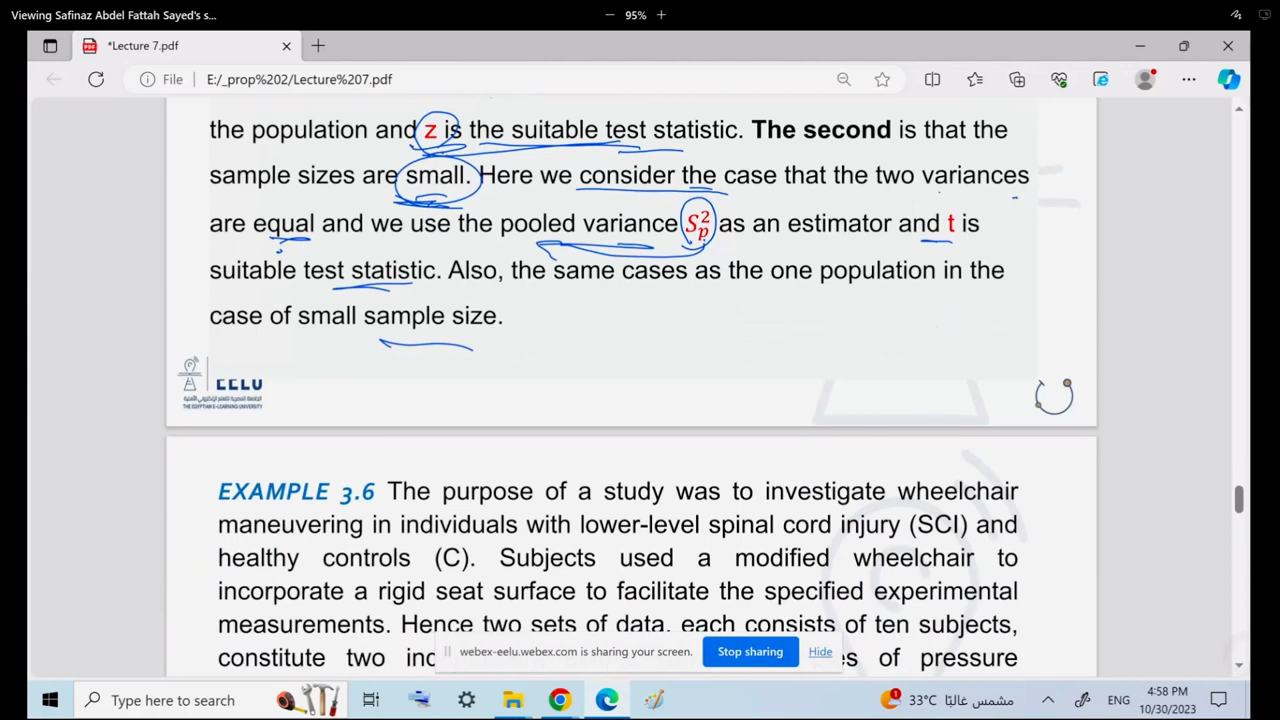 Viewing Safinaz Abdel Fattah Sayed's s...
95%
*Lecture 7.pdf
File
E:/_prop%202/Lecture%207.pdf
the population and z is the suitable test statistic. The second is that the
sample sizes are small. Here we consider the case that the two variances
are equal and we use the pooled variance S²p as an estimator and t is
suitable test statistic. Also, the same cases as the one population in the
case of small sample size.
EELU
الجامعة المصرية للتعلم الإلكتروني الأهلية
THE EGYPTIAN E-LEARNING UNIVERSITY
EXAMPLE 3.6 The purpose of a study was to investigate wheelchair
maneuvering in individuals with lower-level spinal cord injury (SCI) and
healthy controls (C). Subjects used a modified wheelchair to
incorporate a rigid seat surface to facilitate the specified experimental
measurements. Hence two sets of data, each consists of ten subjects,
constitute two of pressure
webex-eelu.webex.com is sharing your screen.
Stop sharing
Hide
Type here to search
1
33°C مشمس غالبًا
ENG
4:58 PM
10/30/2023